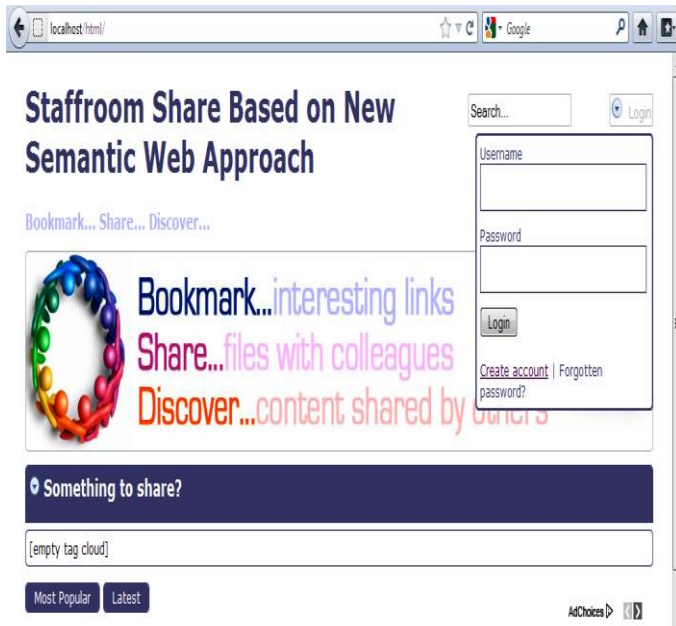 localhost/html/
Google
Staffroom Share Based on New
Semantic Web Approach
Search...
Login
Username
Password
Login
Create account | Forgotten
password?
Bookmark... Share... Discover...
Bookmark...interesting links
Share...files with colleagues
Discover...content shared by others
Something to share?
[empty tag cloud]
Most Popular
Latest
AdChoices